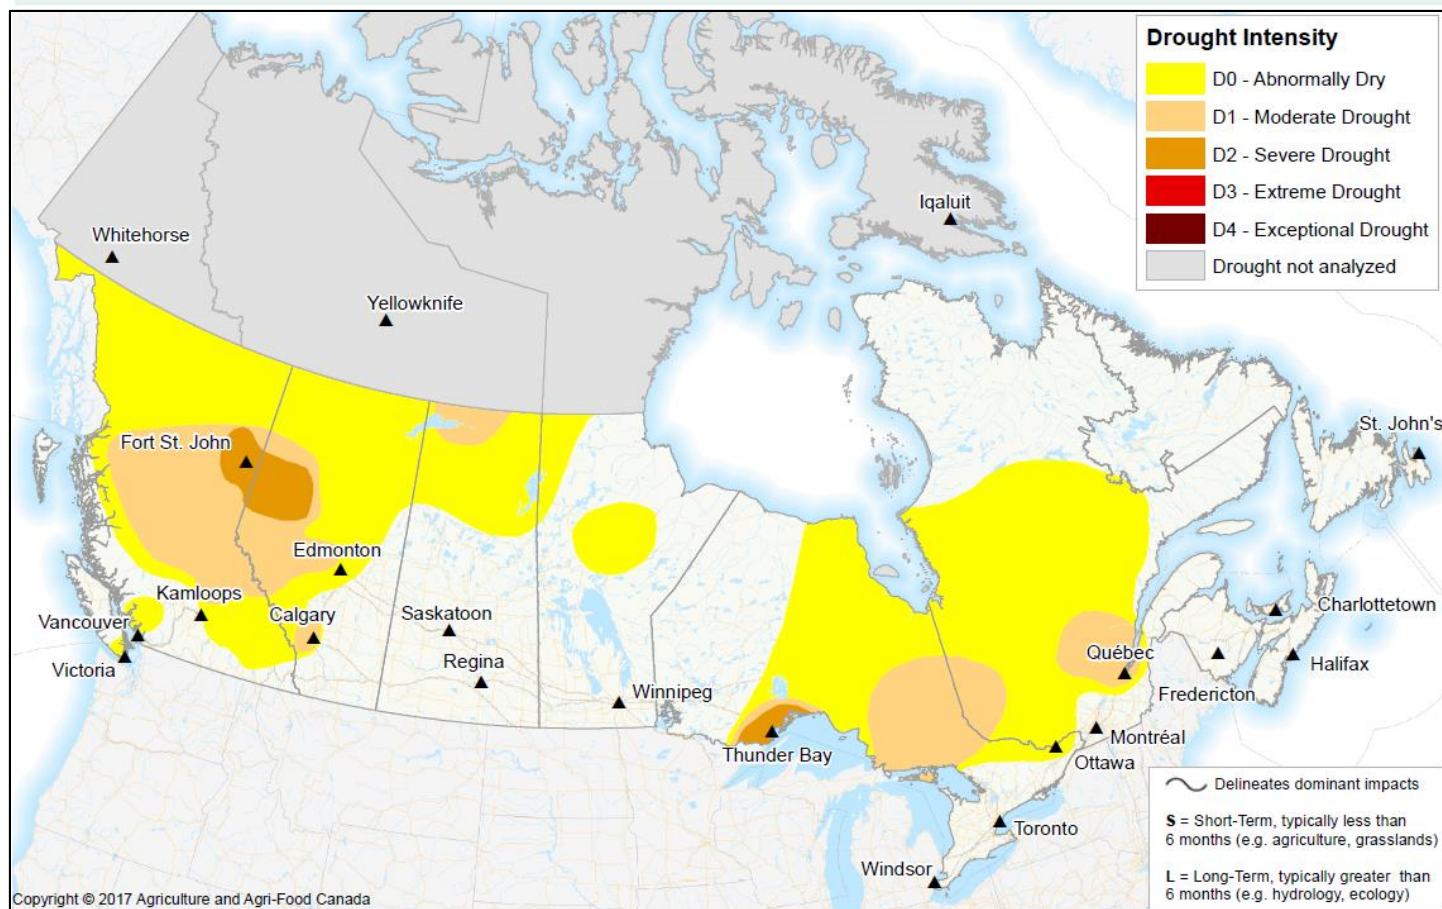 Drought Intensity
D0 - Abnormally Dry
D1 - Moderate Drought
D2 - Severe Drought
D3 - Extreme Drought
D4 - Exceptional Drought
Drought not analyzed
Iqaluit
Whitehorse
Yellowknife
St. John's
Fort St. John
Edmonton
Kamloops
Calgary
Saskatoon
Vancouver
Victoria
Regina
Winnipeg
Charlottetown
Québec
Halifax
Fredericton
Montréal
Thunder Bay
Ottawa
Toronto
Windsor
Delineates dominant impacts
S = Short-Term, typically less than
6 months (e.g. agriculture, grasslands)
L = Long-Term, typically greater than
6 months (e.g. hydrology, ecology)
Copyright © 2017 Agriculture and Agri-Food Canada